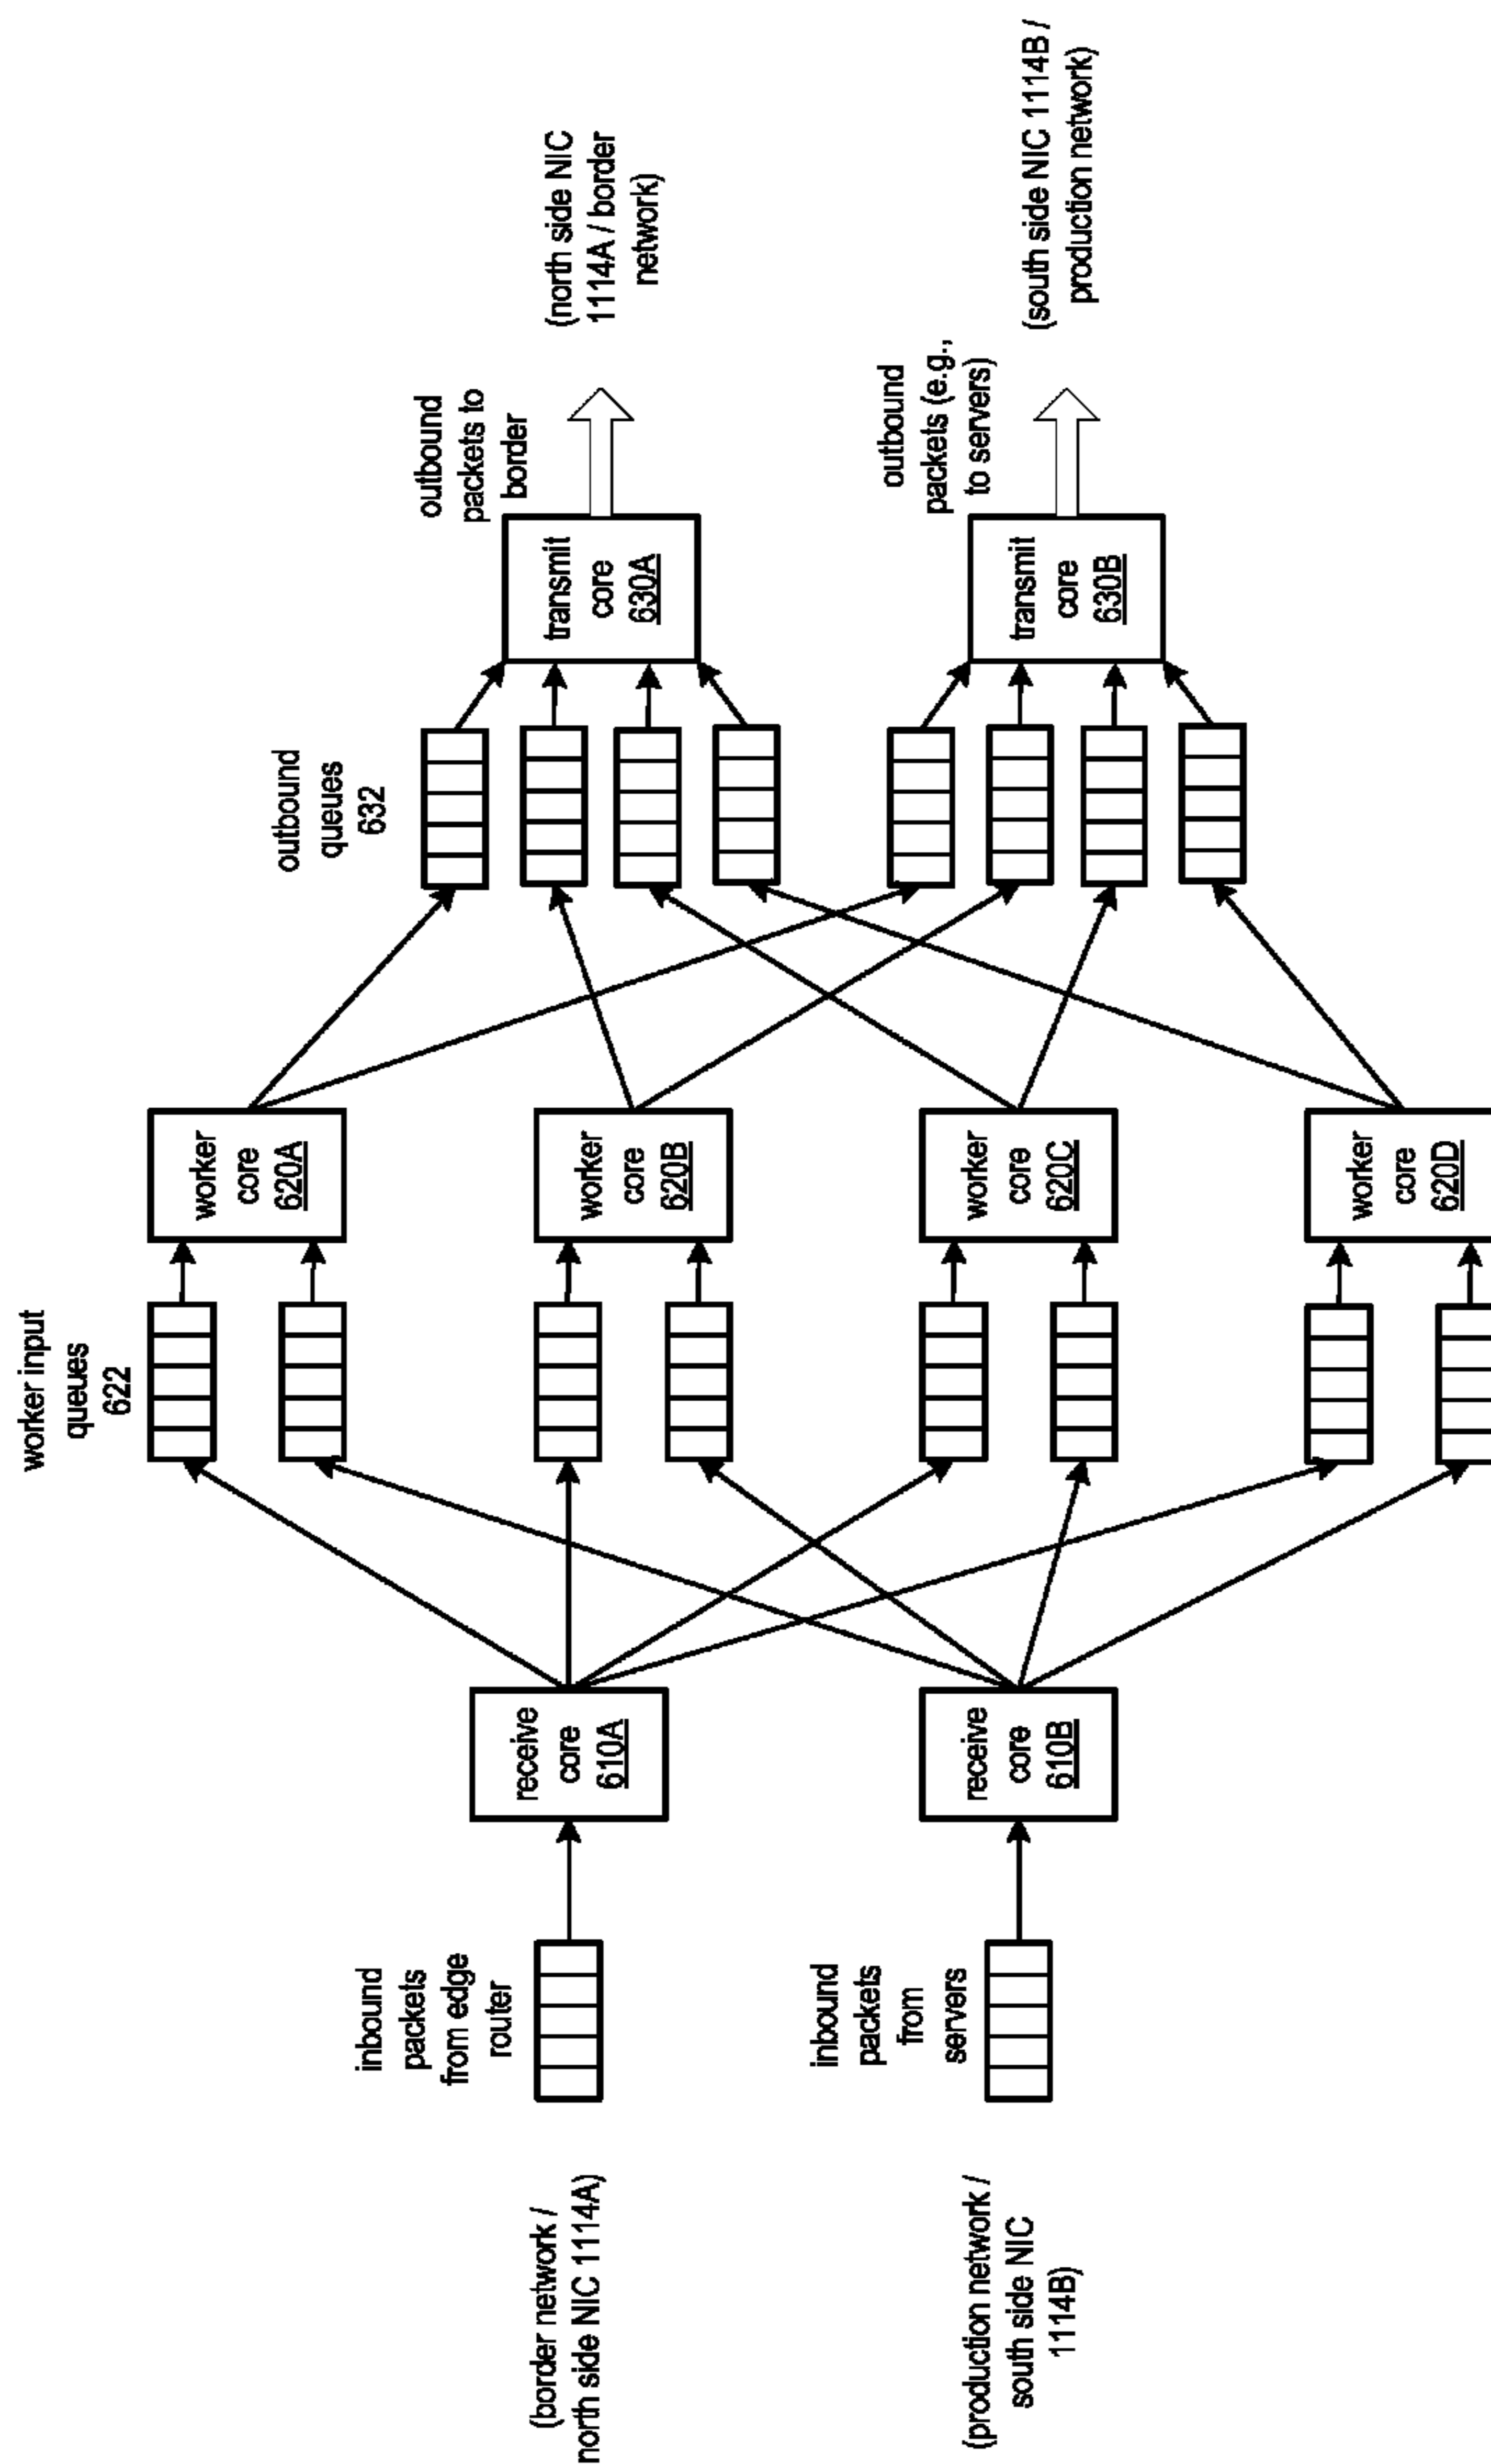 (border network /
north side NIC 1114A)
(production network /
south side NIC
1114B)
inbound
packets
from edge
router
inbound
packets
from
servers
receive
core
610A
receive
core
610B
worker input
queues
622
worker
core
620A
worker
core
620B
worker
core
620C
worker
core
620D
outbound
queues
632
transmit
core
630A
transmit
core
630B
outbound
packets to
border
outbound
packets (e.g.,
to servers)
(north side NIC
1114A / border
network)
(south side NIC 1114B /
production network)